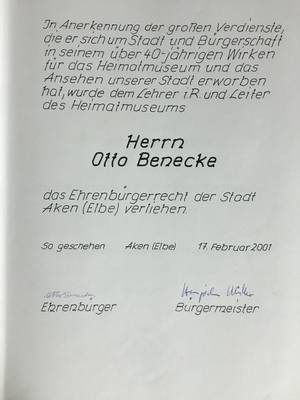 In Anerkennung der großen Verdienste,
die er sich um Stadt und Bürgerschaft
in seinem über 40-jährigen Wirken
für das Heimatmuseum und das
Ansehen unserer Stadt erworben
hat, wurde dem Lehrer i.R. und Leiter
des Heimatmuseums
Herrn
Otto Benecke
das Ehrenbürgerrecht der Stadt
Aken (Elbe) verliehen.
So geschehen Aken (Elbe) 17. Februar 2001
Otto Benecke
Ehrenbürger Bürgermeister